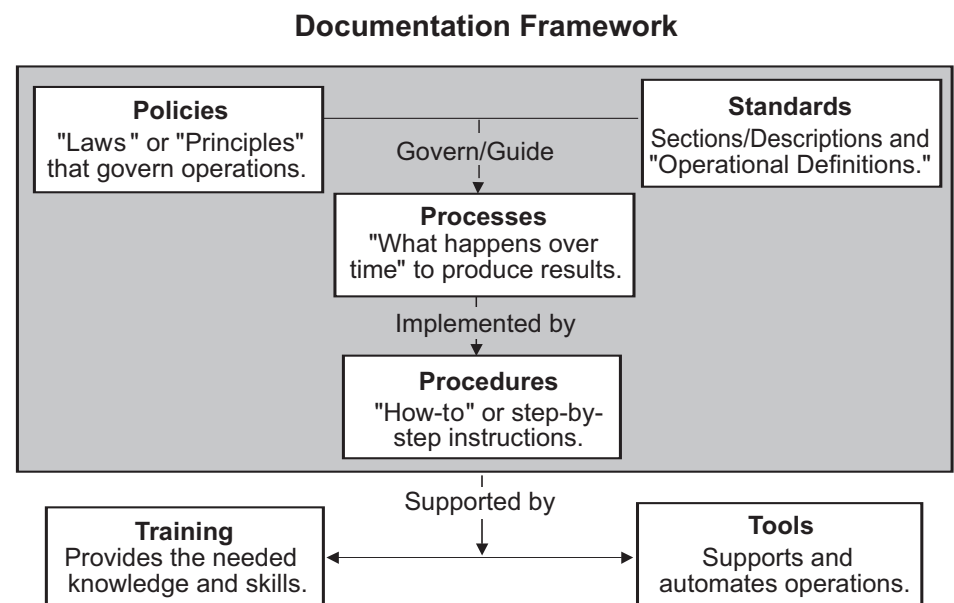 Documentation Framework
Policies
"Laws" or "Principles"
that govern operations.
Standards
Sections/Descriptions and
"Operational Definitions."
Govern/Guide
Processes
"What happens over
time" to produce results.
Implemented by
Procedures
"How-to" or step-by-
step instructions.
Supported by
Training
Provides the needed
knowledge and skills.
Tools
Supports and
automates operations.